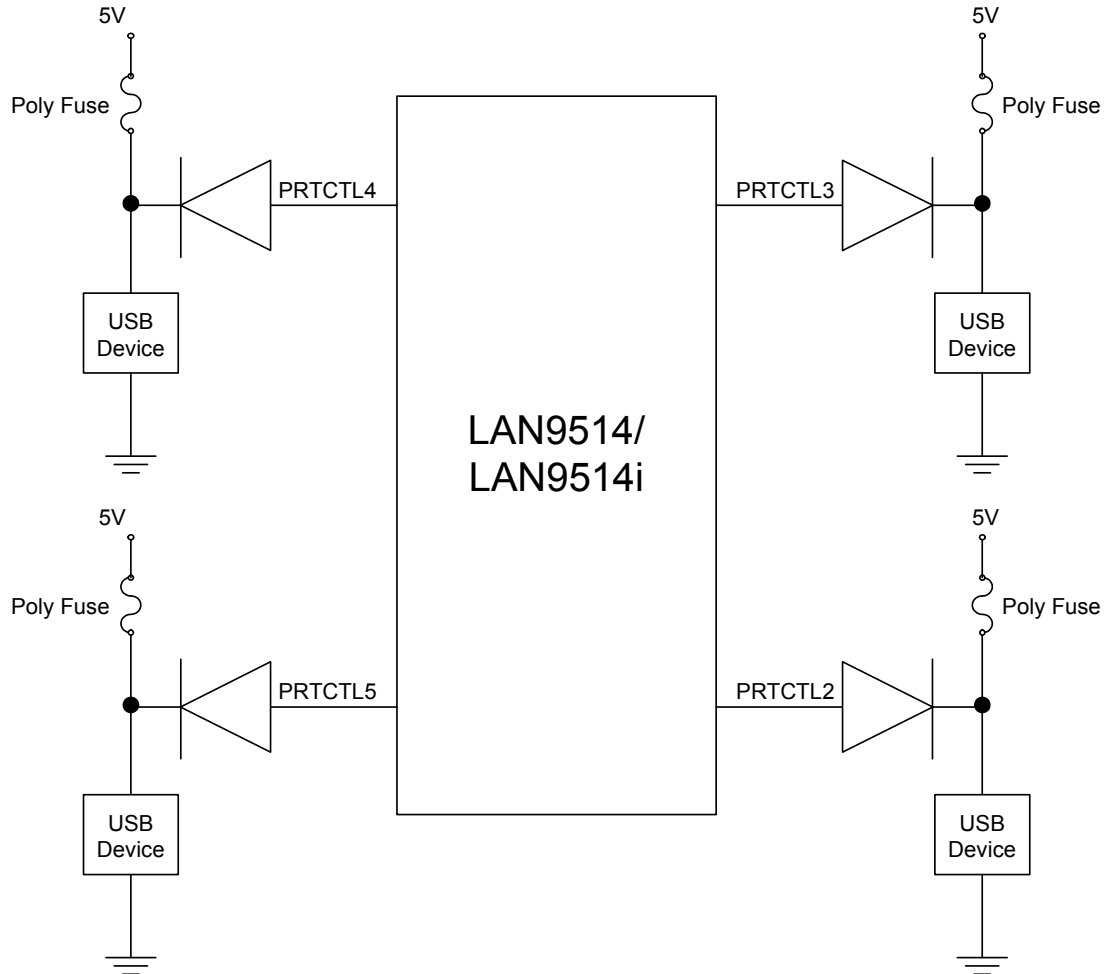 5V
5V
Poly Fuse
Poly Fuse
PRTCTL4
PRTCTL3
USB
Device
USB
Device
LAN9514/
LAN9514i
5V
5V
Poly Fuse
Poly Fuse
PRTCTL5
PRTCTL2
USB
Device
USB
Device